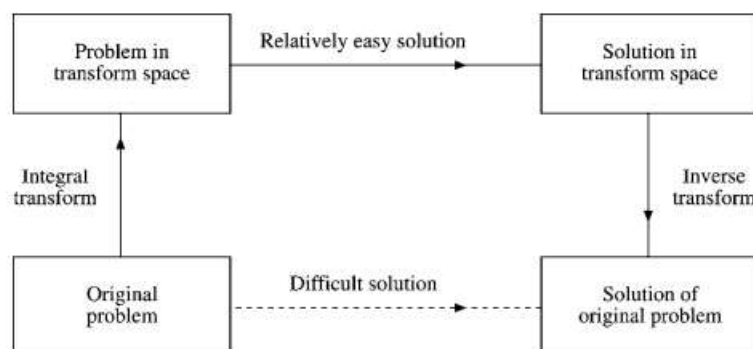 Problem in
transform space
Relatively easy solution
Solution in
transform space
Integral
transform
Inverse
transform
Original
problem
Difficult solution
Solution of
original problem